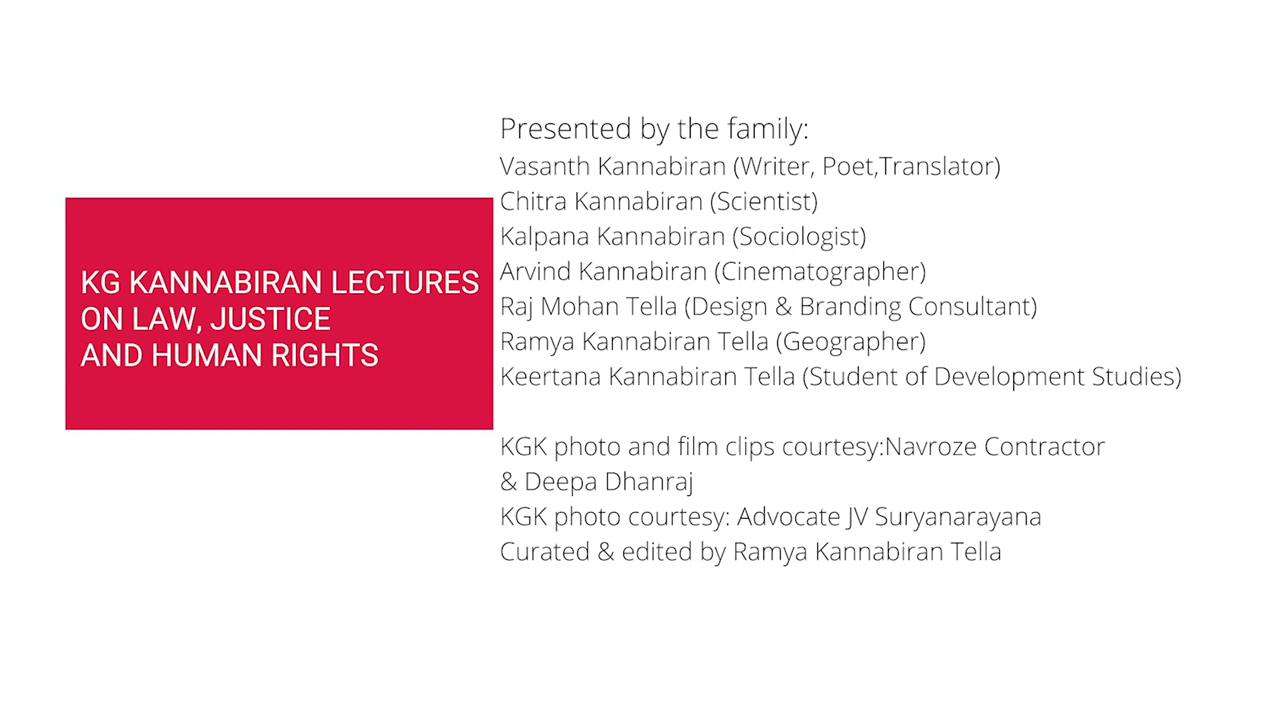 KG KANNABIRAN LECTURES
ON LAW, JUSTICE
AND HUMAN RIGHTS
Presented by the family:
Vasanth Kannabiran (Writer, Poet,Translator)
Chitra Kannabiran (Scientist)
Kalpana Kannabiran (Sociologist)
Arvind Kannabiran (Cinematographer)
Raj Mohan Tella (Design & Branding Consultant)
Ramya Kannabiran Tella (Geographer)
Keertana Kannabiran Tella (Student of Development Studies)
KGK photo and film clips courtesy:Navroze Contractor
& Deepa Dhanraj
KGK photo courtesy: Advocate JV Suryanarayana
Curated & edited by Ramya Kannabiran Tella